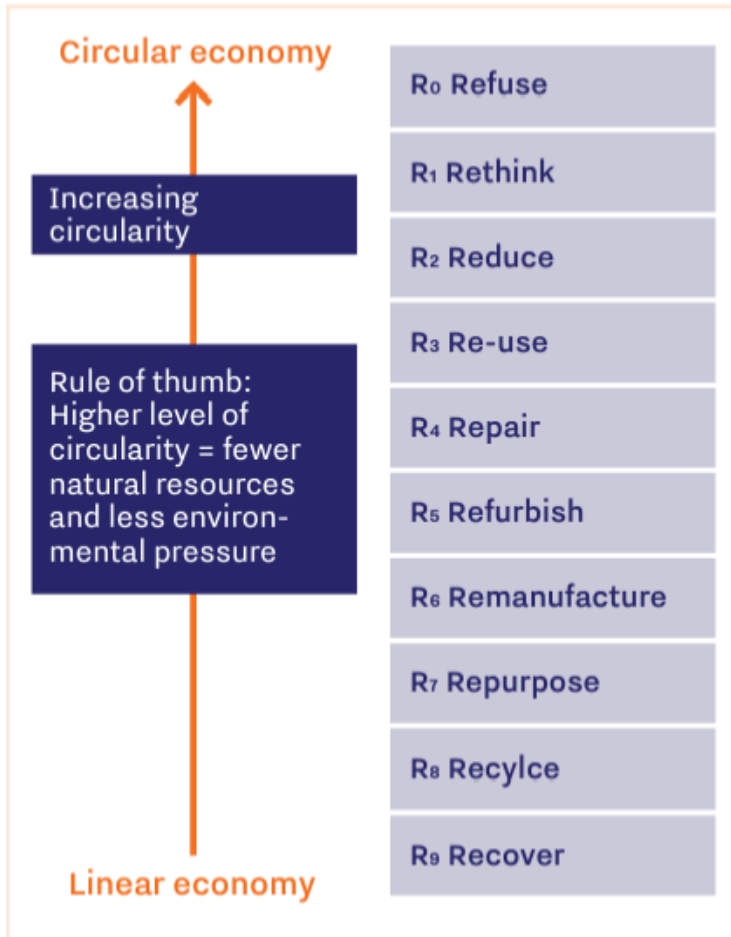 Circular economy
Increasing
circularity
Rule of thumb:
Higher level of
circularity = fewer
natural resources
and less environ-
mental pressure
Linear economy
R0 Refuse
R1 Rethink
R2 Reduce
R3 Re-use
R4 Repair
R5 Refurbish
R6 Remanufacture
R7 Repurpose
R8 Recylce
R9 Recover